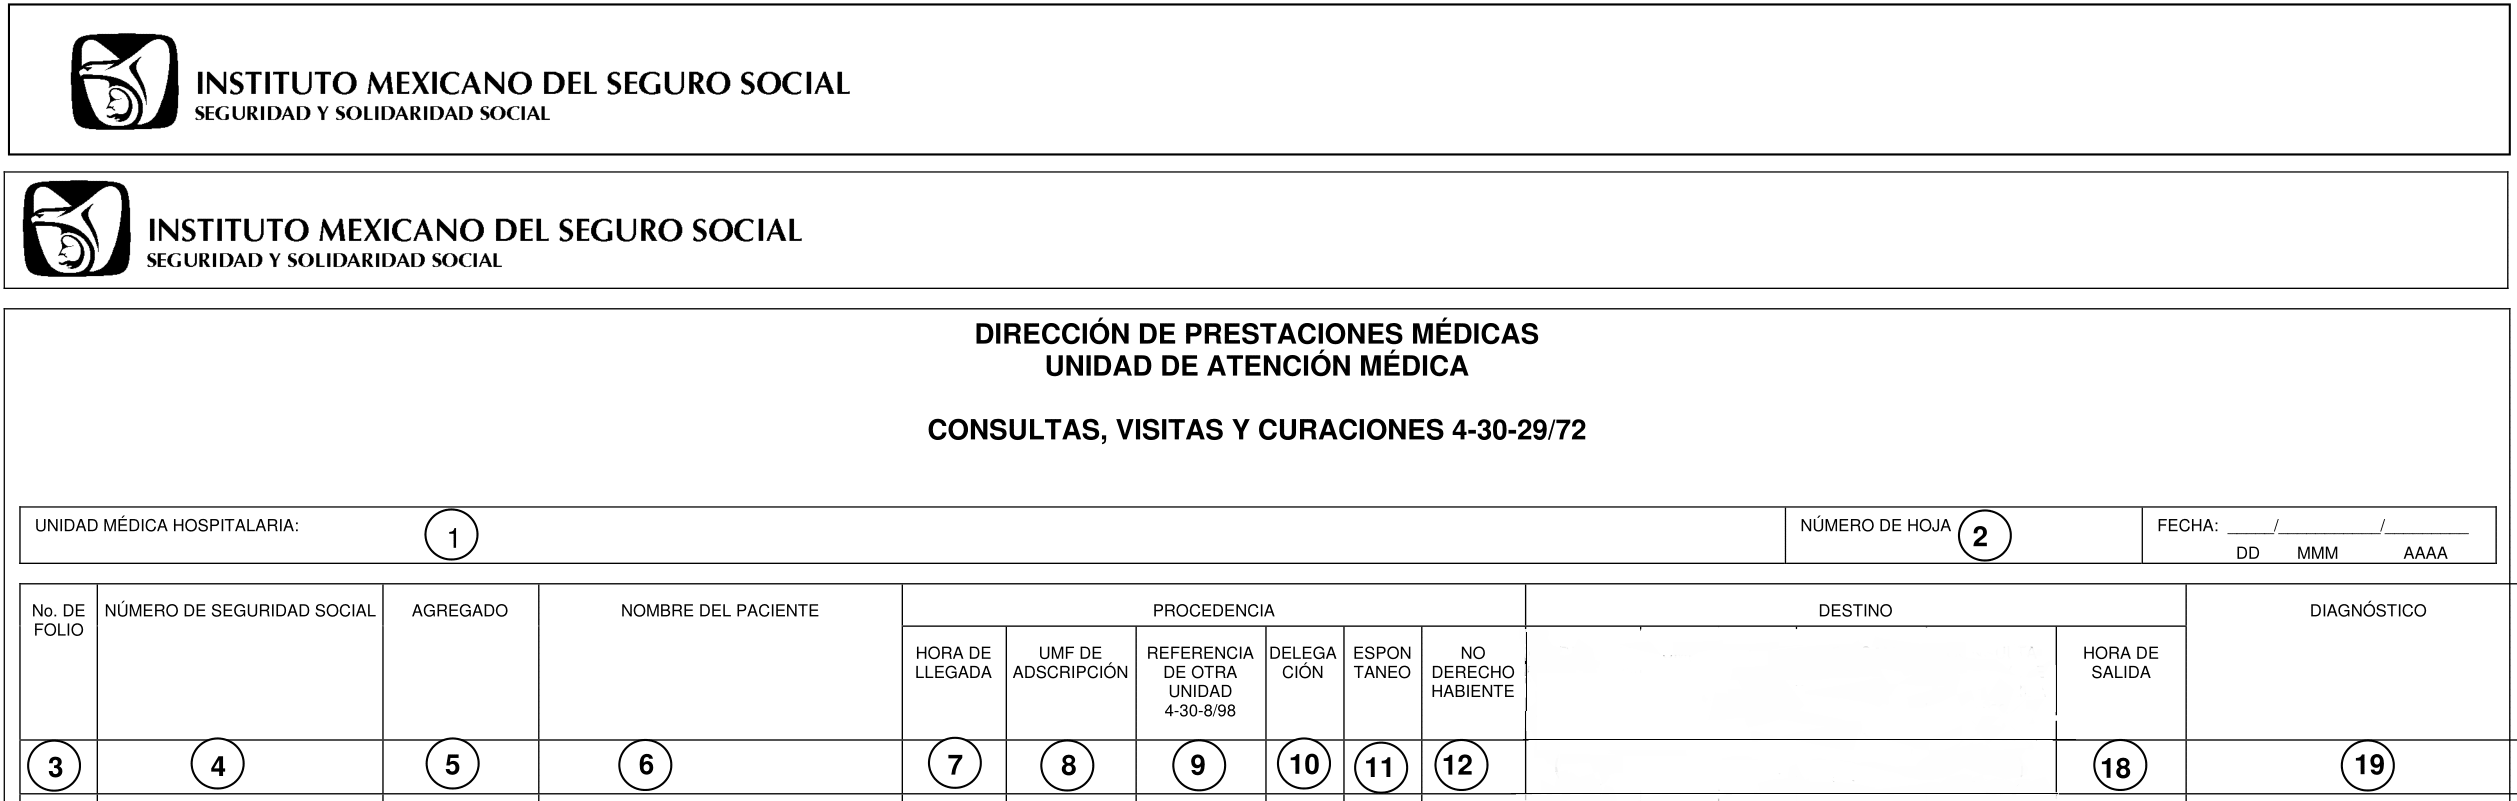 INSTITUTO MEXICANO DEL SEGURO SOCIAL
SEGURIDAD Y SOLIDARIDAD SOCIAL
INSTITUTO MEXICANO DEL SEGURO SOCIAL
SEGURIDAD Y SOLIDARIDAD SOCIAL
DIRECCIÓN DE PRESTACIONES MÉDICAS
UNIDAD DE ATENCIÓN MÉDICA
CONSULTAS, VISITAS Y CURACIONES 4-30-29/72
UNIDAD MÉDICA HOSPITALARIA: 1 NÚMERO DE HOJA 2 FECHA: _____/___________/_________
DD MMM AAAA
No. DE NÚMERO DE SEGURIDAD SOCIAL AGREGADO NOMBRE DEL PACIENTE PROCEDENCIA DESTINO DIAGNÓSTICO
FOLIO
HORA DE UMF DE REFERENCIA DELEGA ESPON NO HORA DE
LLEGADA ADSCRIPCIÓN DE OTRA CIÓN TANEO DERECHO SALIDA
UNIDAD HABIENTE
4-30-8/98
3 4 5 6 7 8 9 10 11 12 18 19